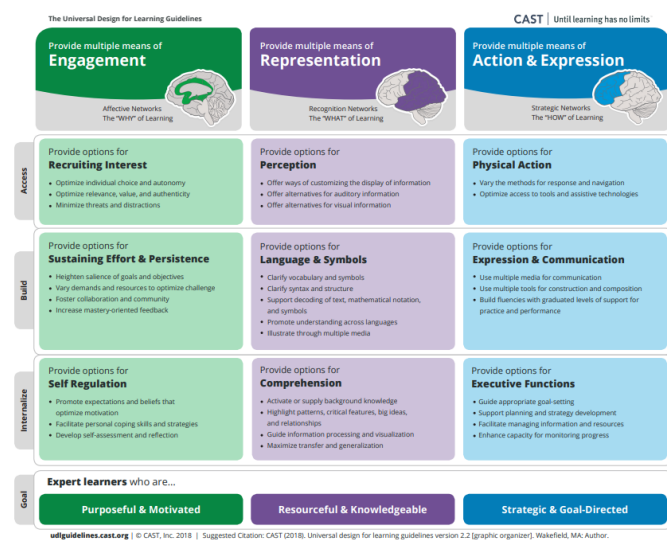 The Universal Design for Learning Guidelines
CAST | Until learning has no limits
Provide multiple means of
Engagement
Affective Networks
The "WHY" of Learning
Provide multiple means of
Representation
Recognition Networks
The "WHAT" of Learning
Provide multiple means of
Action & Expression
Strategic Networks
The "HOW" of Learning
Access
Provide options for
Recruiting Interest
• Optimize individual choice and autonomy
• Optimize relevance, value, and authenticity
• Minimize threats and distractions
Provide options for
Perception
• Offer ways of customizing the display of information
• Offer alternatives for auditory information
• Offer alternatives for visual information
Provide options for
Physical Action
• Vary the methods for response and navigation
• Optimize access to tools and assistive technologies
Build
Provide options for
Sustaining Effort & Persistence
• Heighten salience of goals and objectives
• Vary demands and resources to optimize challenge
• Foster collaboration and community
• Increase mastery-oriented feedback
Provide options for
Language & Symbols
• Clarify vocabulary and symbols
• Clarify syntax and structure
• Support decoding of text, mathematical notation,
and symbols
• Promote understanding across languages
• Illustrate through multiple media
Provide options for
Expression & Communication
• Use multiple media for communication
• Use multiple tools for construction and composition
• Build fluencies with graduated levels of support for
practice and performance
Internalize
Provide options for
Self Regulation
• Promote expectations and beliefs that
optimize motivation
• Facilitate personal coping skills and strategies
• Develop self-assessment and reflection
Provide options for
Comprehension
• Activate or supply background knowledge
• Highlight patterns, critical features, big ideas,
and relationships
• Guide information processing and visualization
• Maximize transfer and generalization
Provide options for
Executive Functions
• Guide appropriate goal-setting
• Support planning and strategy development
• Facilitate managing information and resources
• Enhance capacity for monitoring progress
Goal
Expert learners who are...
Purposeful & Motivated
Resourceful & Knowledgeable
Strategic & Goal-Directed
udlguidelines.cast.org | © CAST, Inc. 2018 | Suggested Citation: CAST (2018). Universal design for learning guidelines version 2.2 [graphic organizer]. Wakefield, MA: Author.